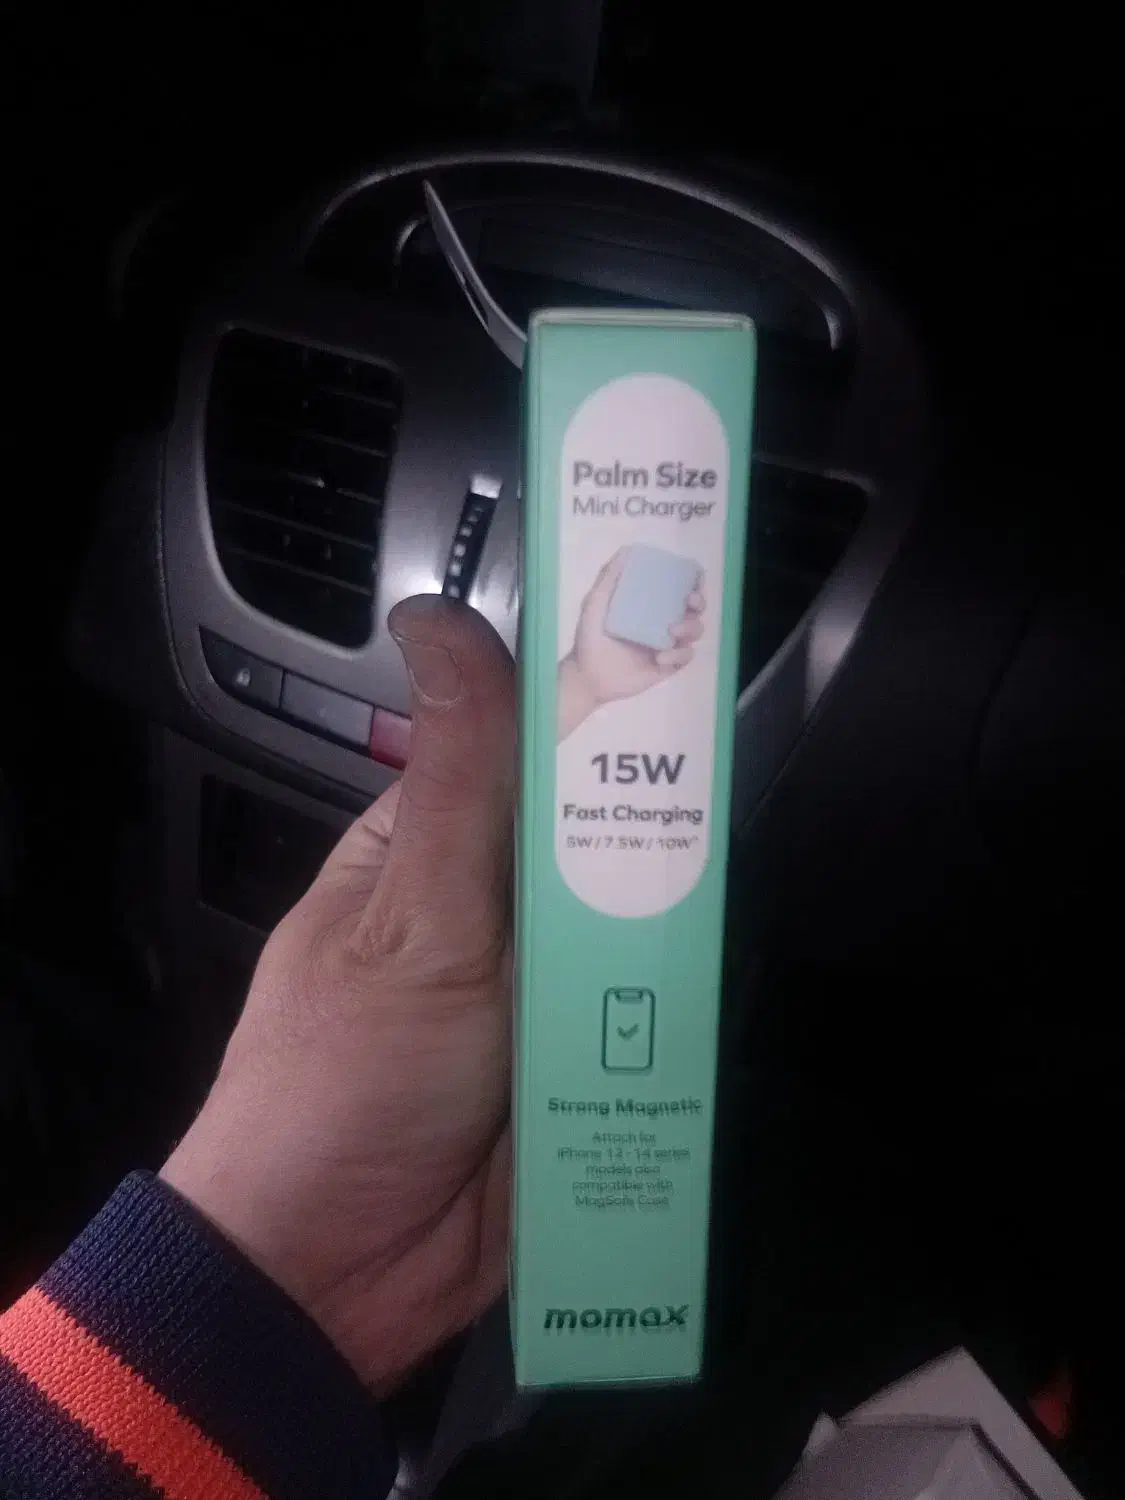 Palm Size
Mini Charger
15W
Fast Charging
5W / 7.5W / 10W
Strong Magnetic
Attach for
iPhone 12 - 14 series
models also
compatible with
MagSafe Case
momax